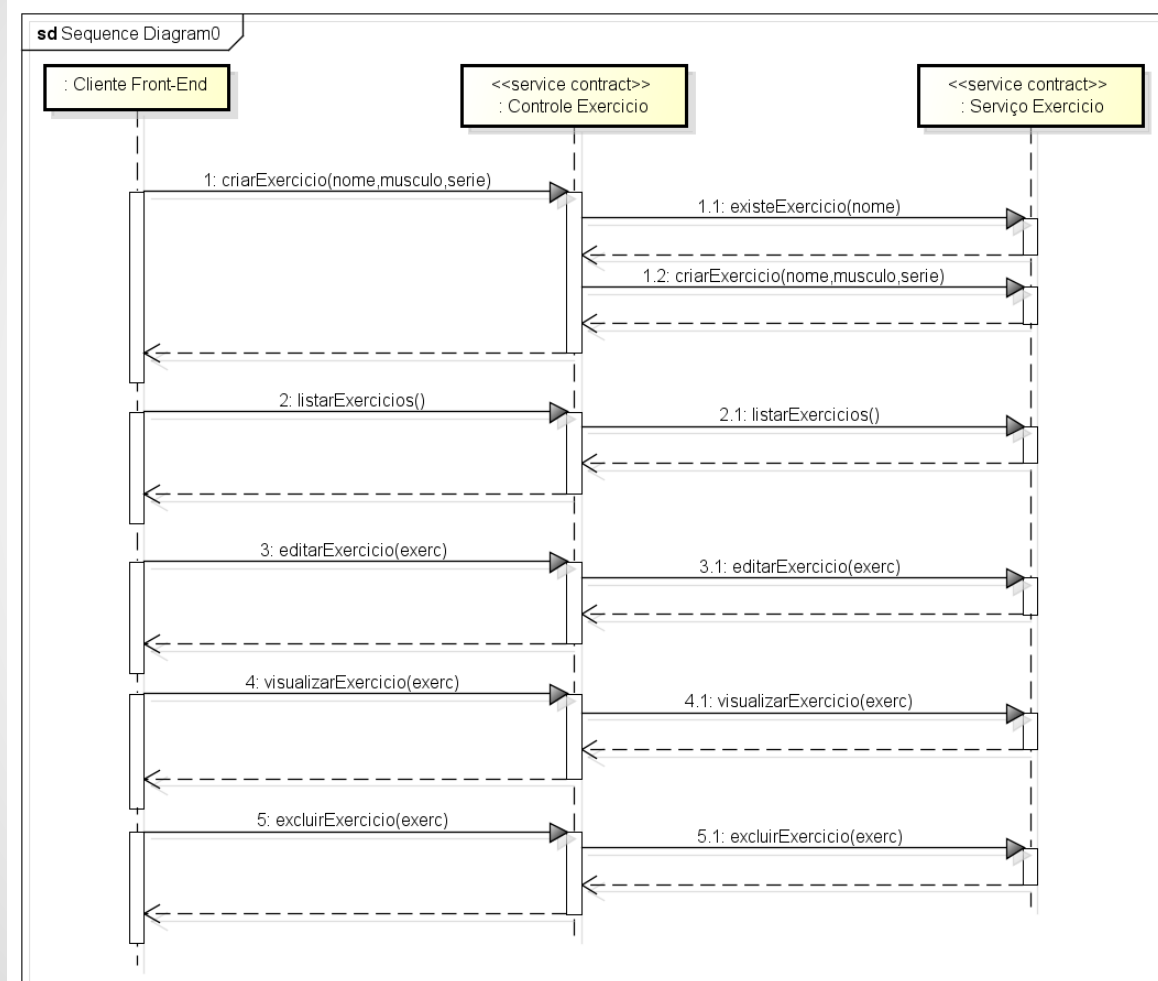 sd Sequence Diagram0
: Cliente Front-End
<<service contract>>
: Controle Exercicio
<<service contract>>
: Serviço Exercicio
1: criarExercicio(nome,musculo,serie)
1.1: existeExercicio(nome)
1.2: criarExercicio(nome,musculo,serie)
2: listarExercicios()
2.1: listarExercicios()
3: editarExercicio(exerc)
3.1: editarExercicio(exerc)
4: visualizarExercicio(exerc)
4.1: visualizarExercicio(exerc)
5: excluirExercicio(exerc)
5.1: excluirExercicio(exerc)